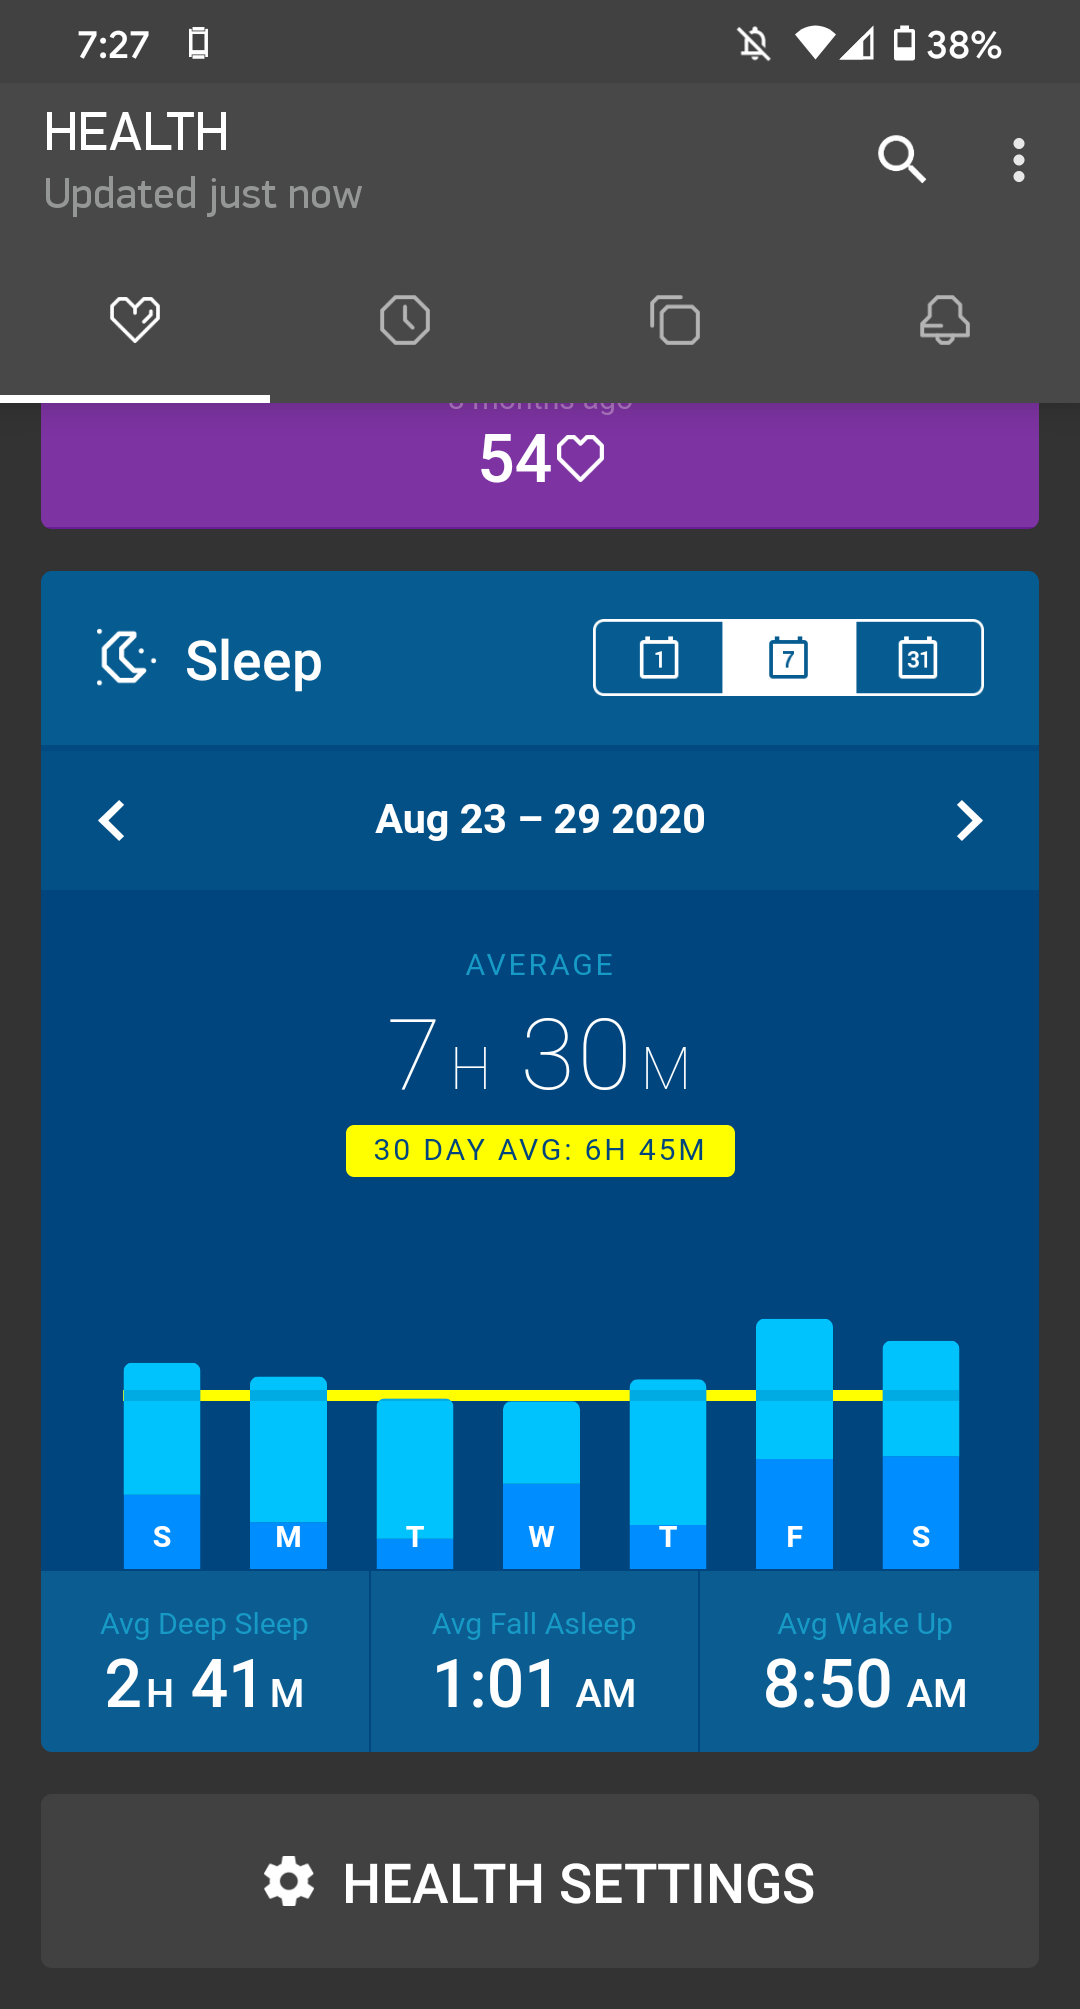 7:27
38%
HEALTH
Updated just now
months ago
54
Sleep
1
7
31
Aug 23 – 29 2020
AVERAGE
7H 30M
30 DAY AVG: 6H 45M
S M T W T F S
Avg Deep Sleep
2H 41M
Avg Fall Asleep
1:01 AM
Avg Wake Up
8:50 AM
HEALTH SETTINGS